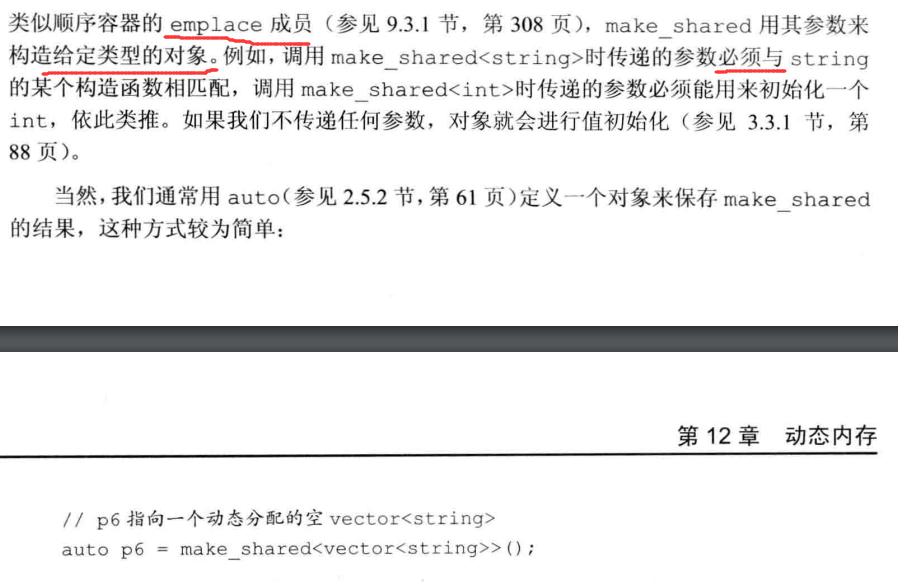 类似顺序容器的 emplace 成员（参见 9.3.1 节，第 308 页），make_shared 用其参数来
构造给定类型的对象。例如，调用 make_shared<string>时传递的参数必须与 string
的某个构造函数相匹配，调用 make_shared<int>时传递的参数必须能用来初始化一个
int，依此类推。如果我们不传递任何参数，对象就会进行值初始化（参见 3.3.1 节，第
88 页）。
当然，我们通常用 auto（参见 2.5.2 节，第 61 页）定义一个对象来保存 make_shared
的结果，这种方式较为简单：
第 12 章 动态内存
// p6 指向一个动态分配的空 vector<string>
auto p6 = make_shared<vector<string>>();